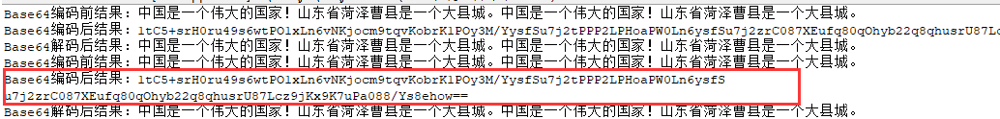 Base64编码前结果：中国是一个伟大的国家！山东省菏泽曹县是一个大县城。中国是一个伟大的国家！山东省菏泽曹县是一个大县城。
Base64编码后结果：1tC5+srH0ru49s6wtPO1xLn6vNKjocm9tqvKobrK1POy3M/YysfSu7j2tPPP2LPHoaPW0Ln6ysfSu7j2zrC087XEufq80qOhyb22q8qhusrU87Lc
Base64解码后结果：中国是一个伟大的国家！山东省菏泽曹县是一个大县城。中国是一个伟大的国家！山东省菏泽曹县是一个大县城。
Base64编码前结果：中国是一个伟大的国家！山东省菏泽曹县是一个大县城。中国是一个伟大的国家！山东省菏泽曹县是一个大县城。
Base64编码后结果：1tC5+srH0ru49s6wtPO1xLn6vNKjocm9tqvKobrK1POy3M/YysfSu7j2tPPP2LPHoaPW0Ln6ysfS
u7j2zrC087XEufq80qOhyb22q8qhusrU87Lcz9jKx9K7uPa088/Ys8ehow==
Base64解码后结果：中国是一个伟大的国家！山东省菏泽曹县是一个大县城。中国是一个伟大的国家！山东省菏泽曹县是一个大县城。